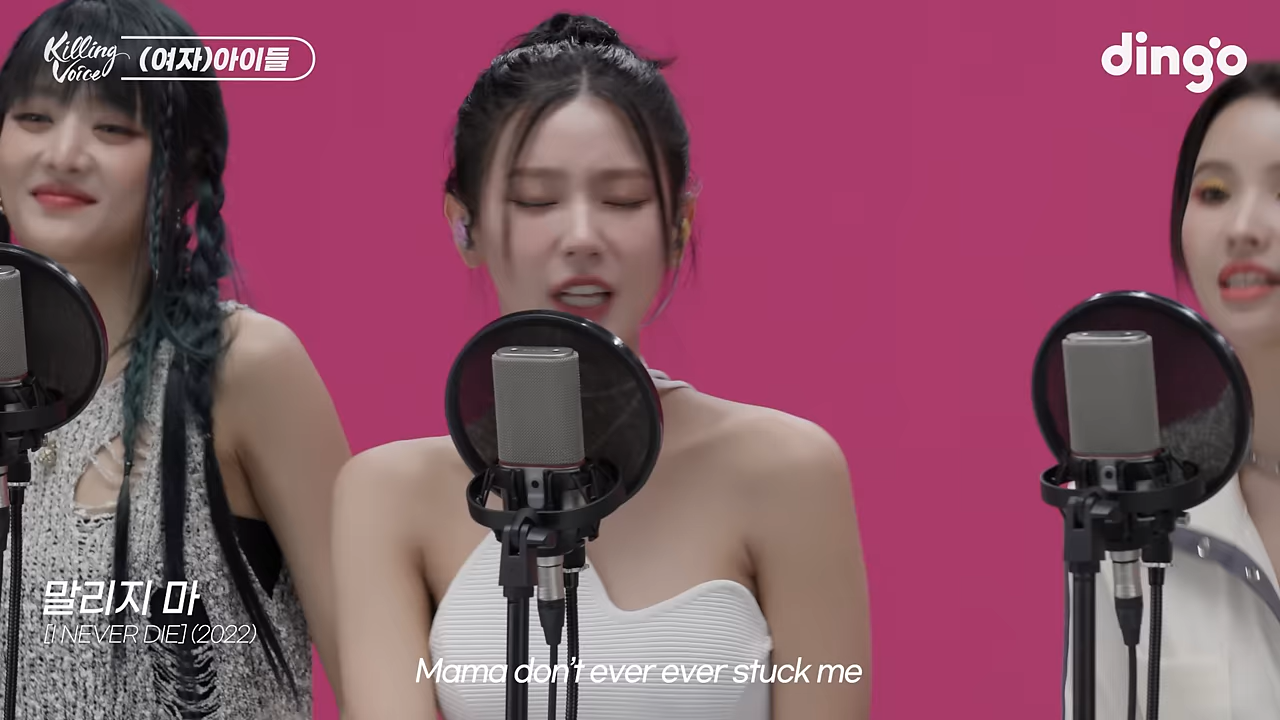 Killing Voice (여자)아이들
dingo
말리지 마
[I NEVER DIE] (2022)
Mama don't ever ever stuck me